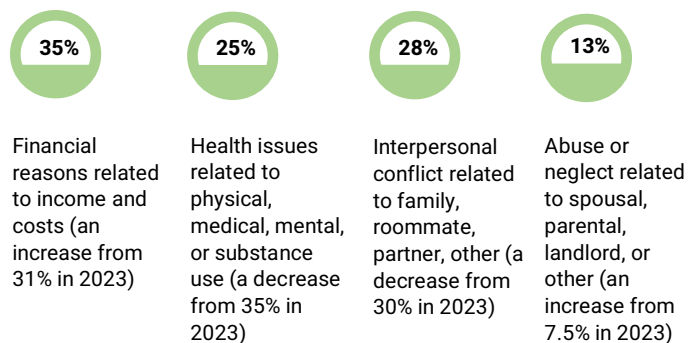 35%
Financial
reasons related
to income and
costs (an
increase from
31% in 2023)
25%
Health issues
related to
physical,
medical, mental,
or substance
use (a decrease
from 35% in
2023)
28%
Interpersonal
conflict related
to family,
roommate,
partner, other (a
decrease from
30% in 2023)
13%
Abuse or
neglect related
to spousal,
parental,
landlord, or
other (an
increase from
7.5% in 2023)